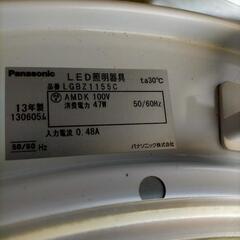 Panasonic LED照明器具 ta30℃
品番 LGBZ1155C
13年製
130605
AMDK 100V
消費電力 47W 50/60Hz
入力電流 0.48A
50/60 Hz
パナソニック株式会社